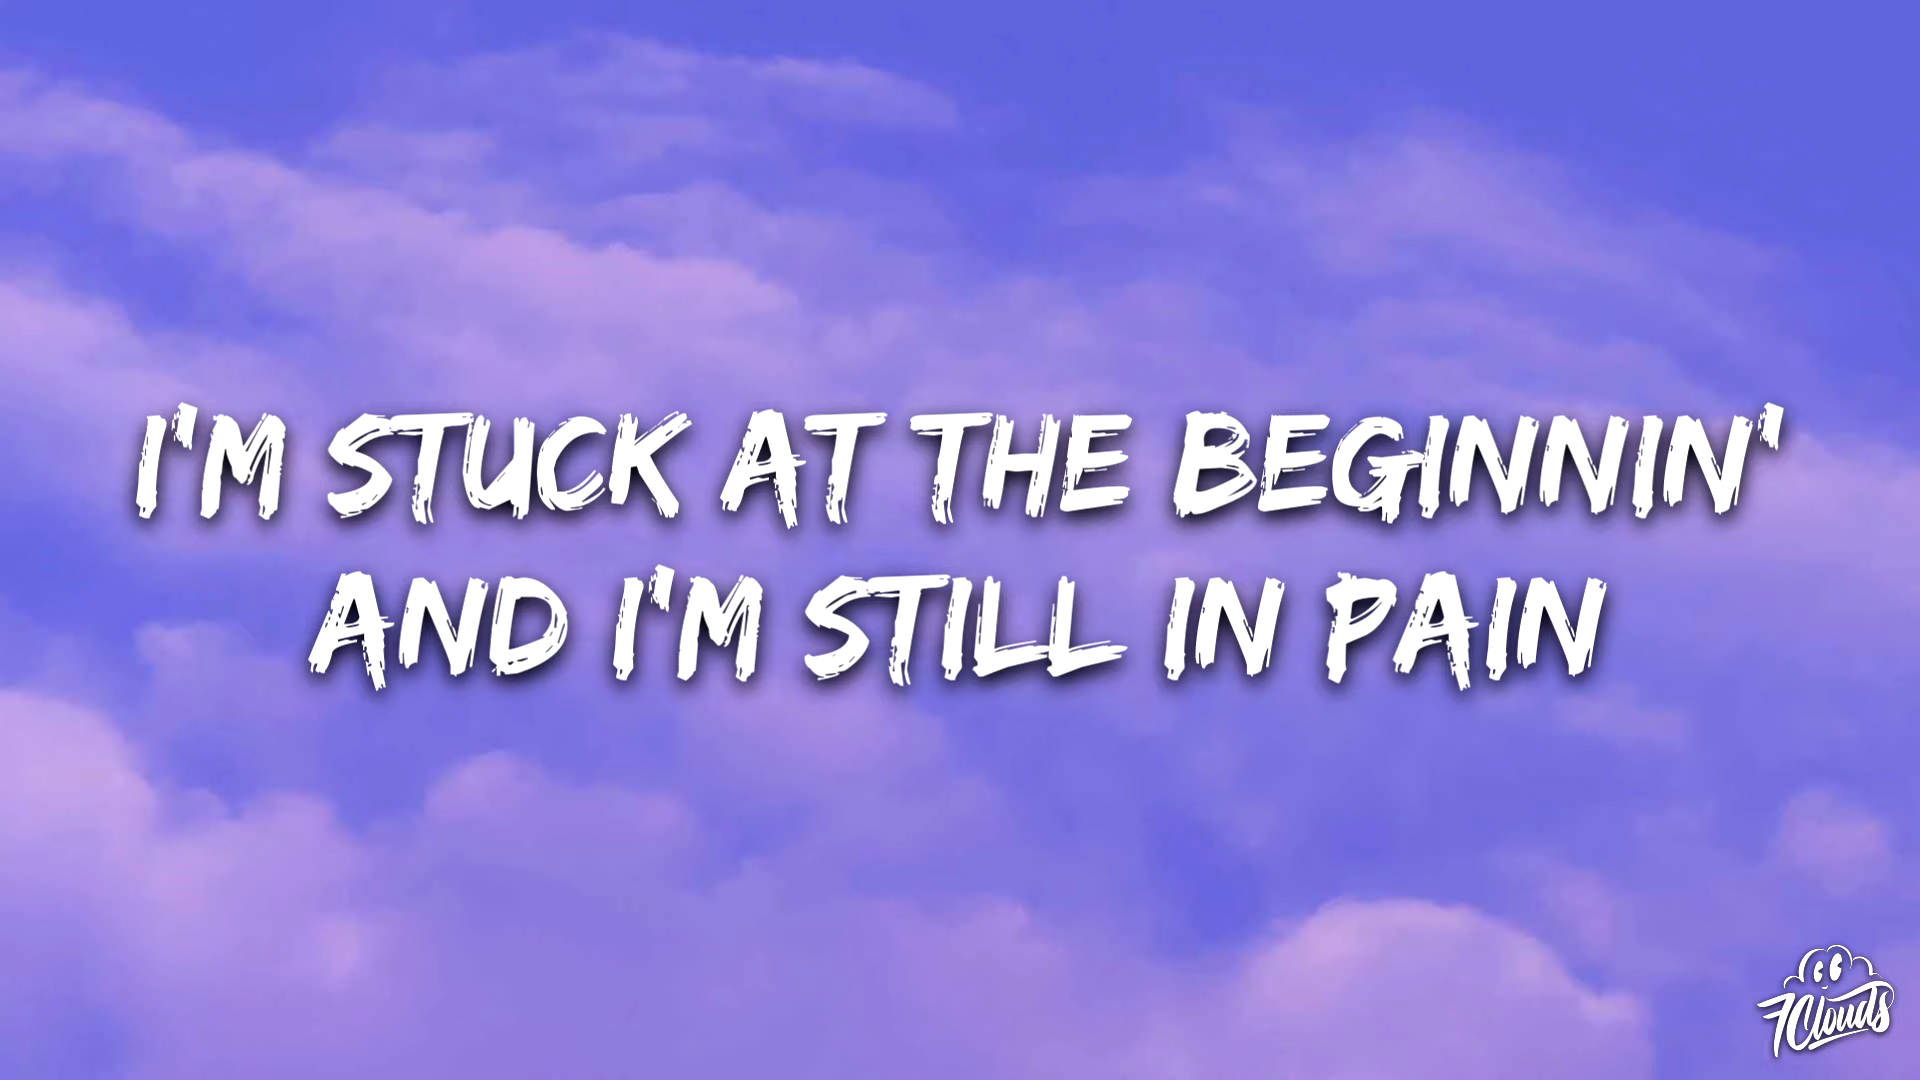 I'M STUCK AT THE BEGINNIN'
AND I'M STILL IN PAIN
7Clouds